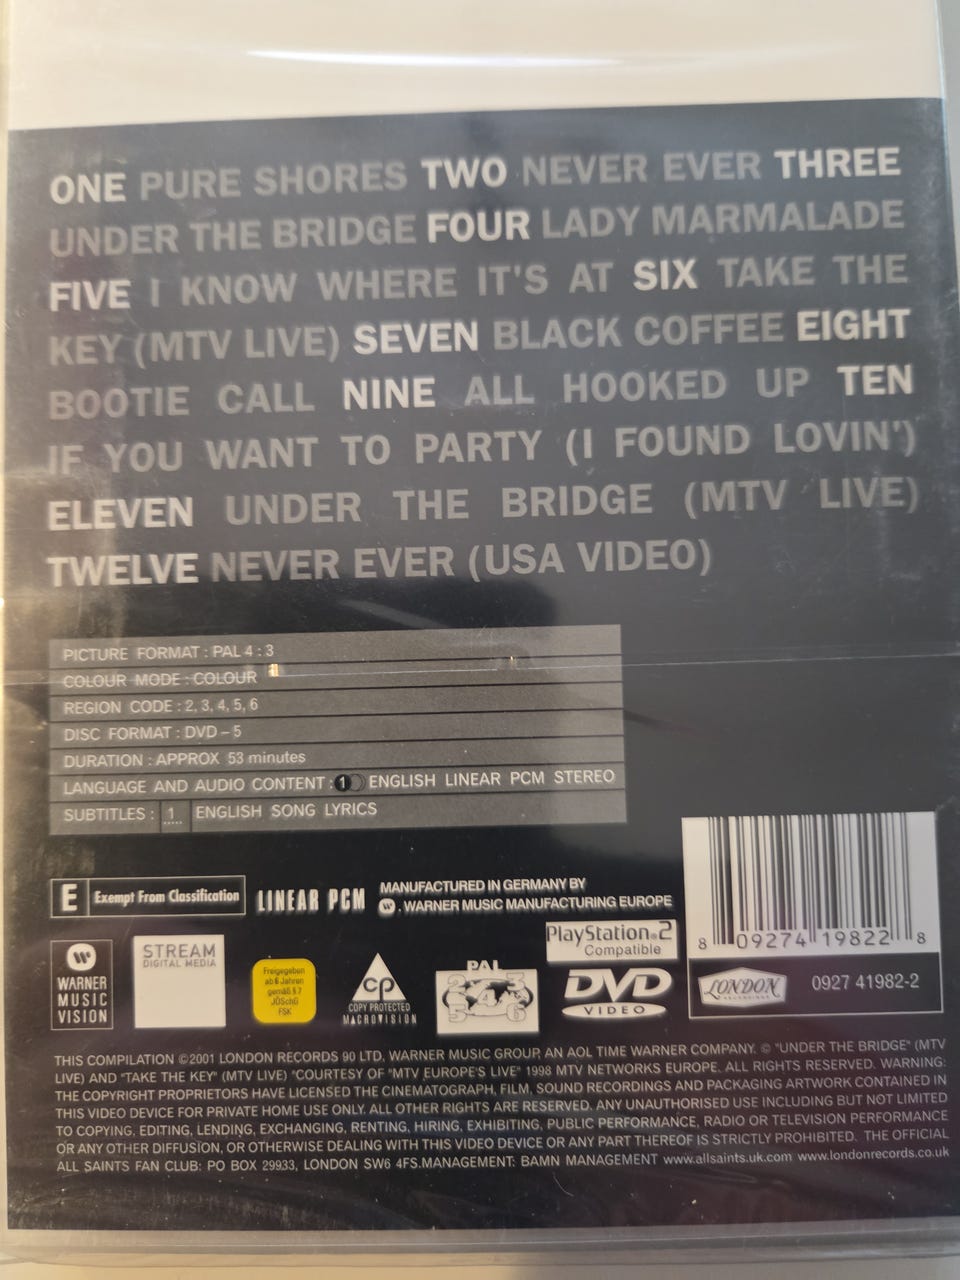 ONE PURE SHORES TWO NEVER EVER THREE
UNDER THE BRIDGE FOUR LADY MARMALADE
FIVE I KNOW WHERE IT'S AT SIX TAKE THE
KEY (MTV LIVE) SEVEN BLACK COFFEE EIGHT
BOOTIE CALL NINE ALL HOOKED UP TEN
IF YOU WANT TO PARTY (I FOUND LOVIN')
ELEVEN UNDER THE BRIDGE (MTV LIVE)
TWELVE NEVER EVER (USA VIDEO)
PICTURE FORMAT : PAL 4 : 3
COLOUR MODE : COLOUR
REGION CODE : 2, 3, 4, 5, 6
DISC FORMAT : DVD – 5
DURATION : APPROX 53 minutes
LANGUAGE AND AUDIO CONTENT : 1 ENGLISH LINEAR PCM STEREO
SUBTITLES : 1 ENGLISH SONG LYRICS
E Exempt From Classification
LINEAR PCM
MANUFACTURED IN GERMANY BY
W . WARNER MUSIC MANUFACTURING EUROPE
8 09274 19822 8
LONDON
RECORDINGS
0927 41982-2
WARNER
MUSIC
VISION
STREAM
DIGITAL MEDIA
Freigegeben
ab 6 Jahren
gemäß § 7
JÖSchG
FSK
CP
COPY PROTECTED
MACROVISION
PAL
2 3
5 4 6
PlayStation 2
Compatible
DVD
VIDEO
THIS COMPILATION ©2001 LONDON RECORDS 90 LTD. WARNER MUSIC GROUP, AN AOL TIME WARNER COMPANY. © "UNDER THE BRIDGE" (MTV
LIVE) AND "TAKE THE KEY" (MTV LIVE) "COURTESY OF "MTV EUROPE'S LIVE" 1998 MTV NETWORKS EUROPE. ALL RIGHTS RESERVED. WARNING:
THE COPYRIGHT PROPRIETORS HAVE LICENSED THE CINEMATOGRAPH, FILM, SOUND RECORDINGS AND PACKAGING ARTWORK CONTAINED IN
THIS VIDEO DEVICE FOR PRIVATE HOME USE ONLY. ALL OTHER RIGHTS ARE RESERVED. ANY UNAUTHORISED USE INCLUDING BUT NOT LIMITED
TO COPYING, EDITING, LENDING, EXCHANGING, RENTING, HIRING, EXHIBITING, PUBLIC PERFORMANCE, RADIO OR TELEVISION PERFORMANCE
OR ANY OTHER DIFFUSION, OR OTHERWISE DEALING WITH THIS VIDEO DEVICE OR ANY PART THEREOF IS STRICTLY PROHIBITED. THE OFFICIAL
ALL SAINTS FAN CLUB: PO BOX 29933, LONDON SW6 4FS.MANAGEMENT: BAMN MANAGEMENT www.allsaints.uk.com www.londonrecords.co.uk